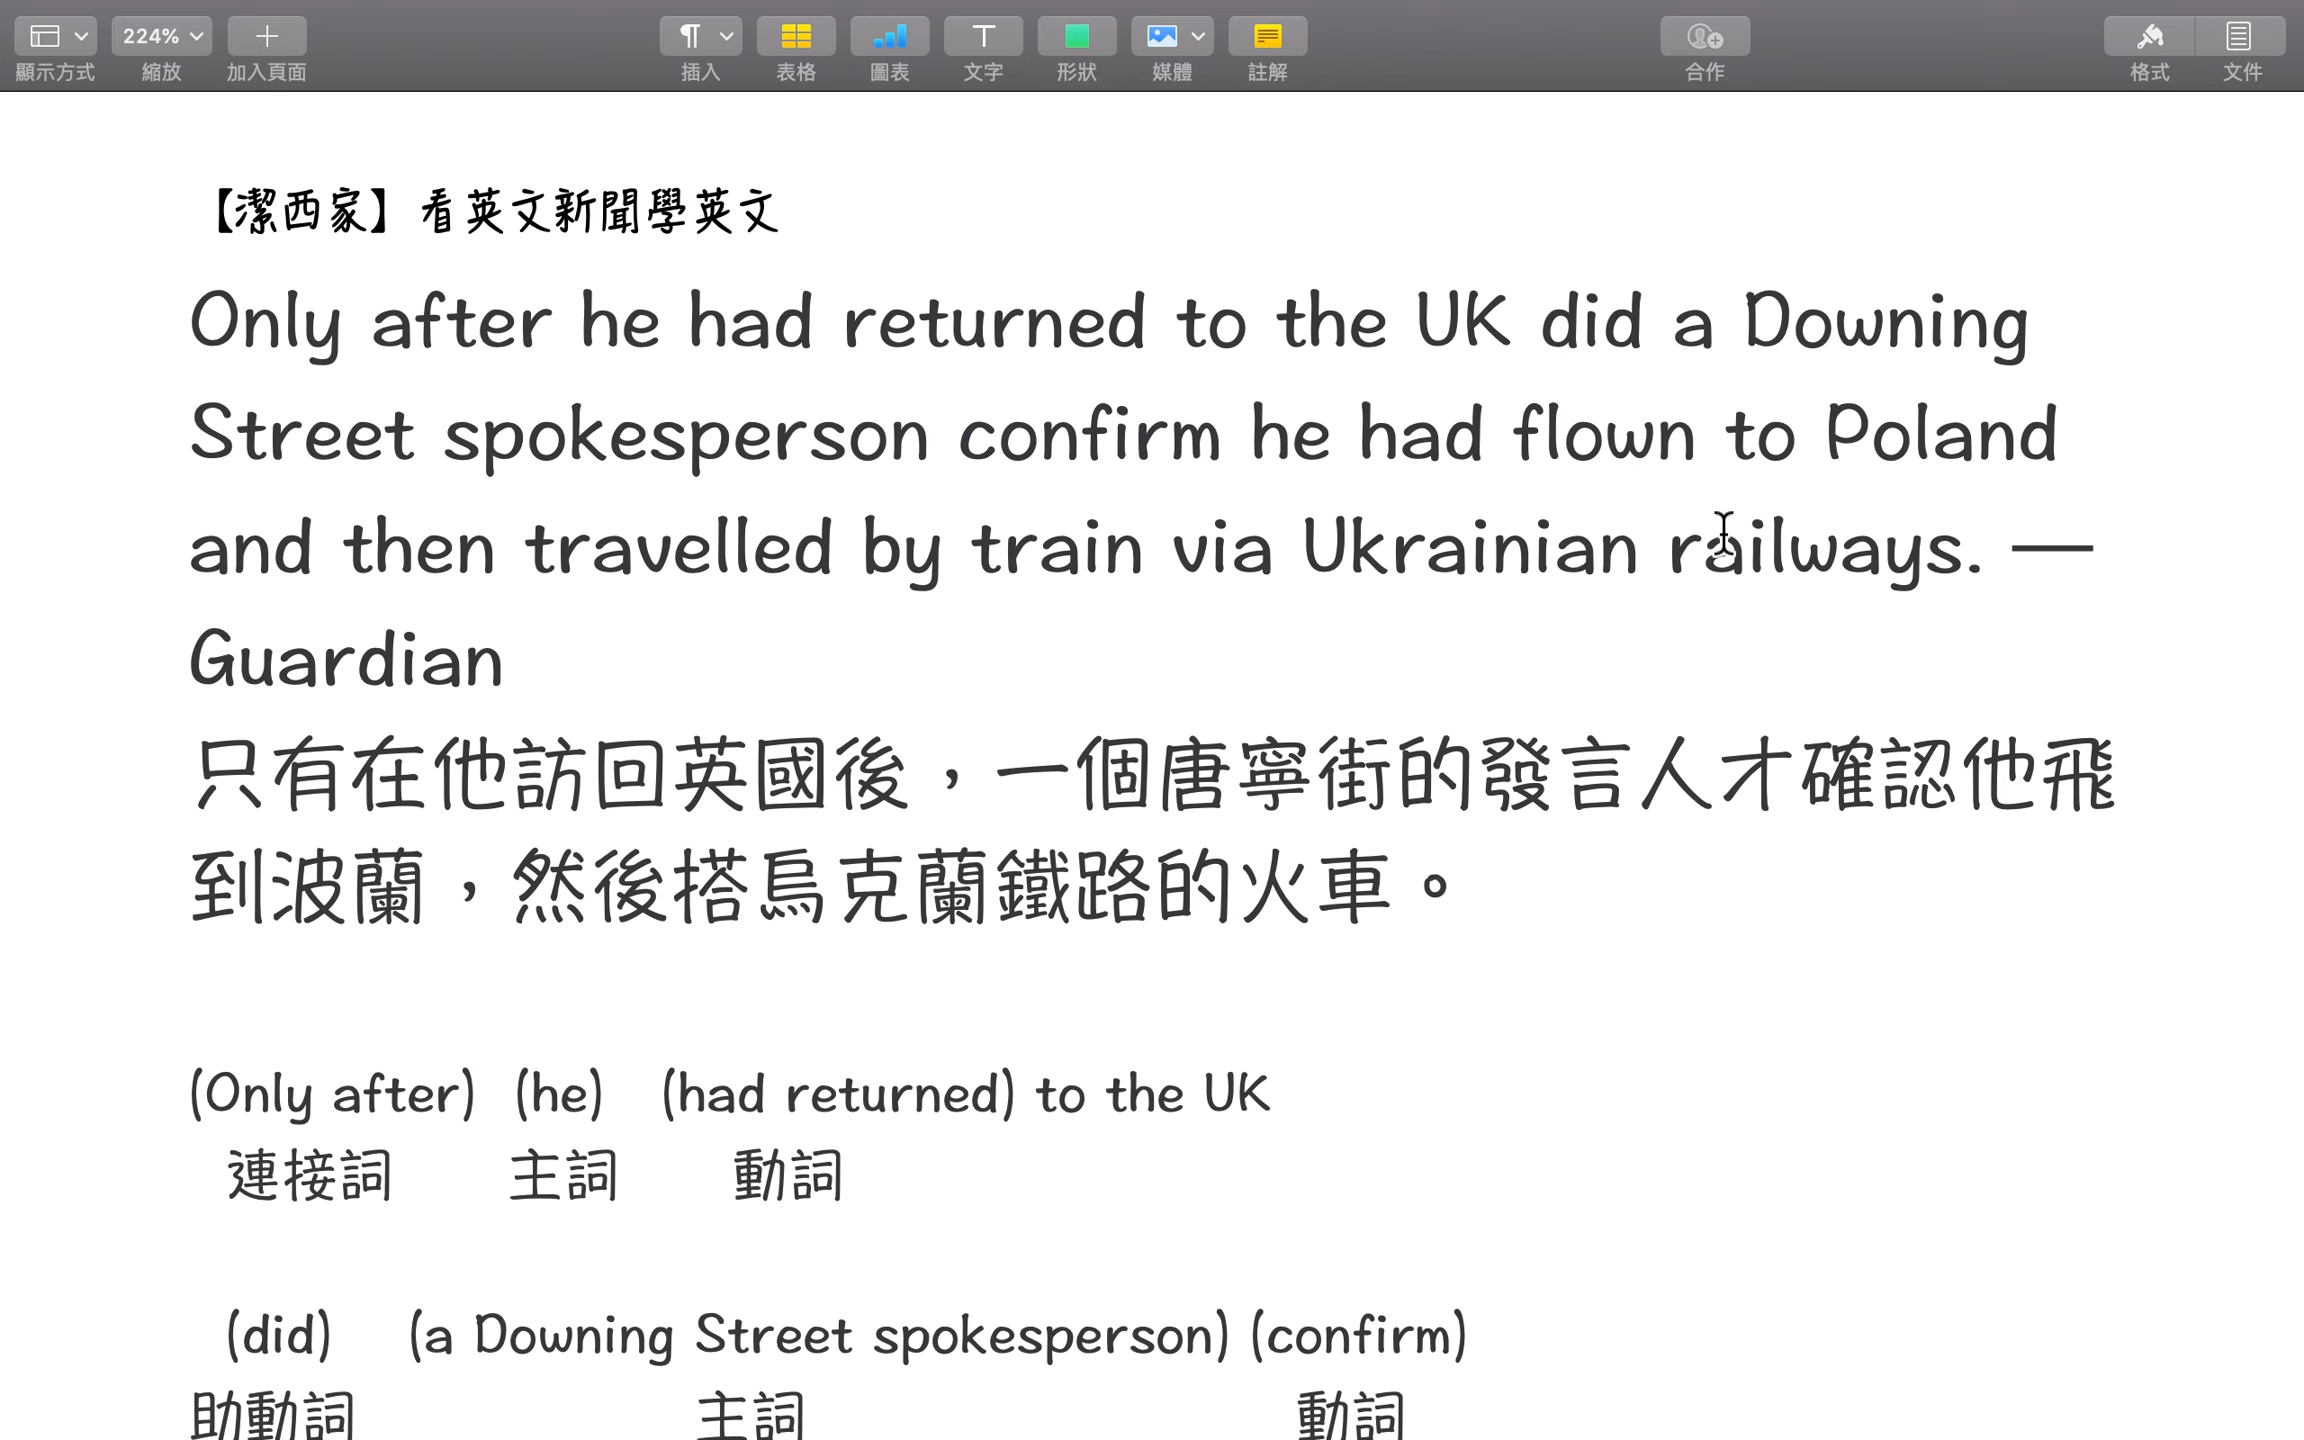 224%
顯示方式 縮放 加入頁面 插入 表格 圖表 文字 形狀 媒體 註解 合作 格式 文件
【潔西家】看英文新聞學英文
Only after he had returned to the UK did a Downing
Street spokesperson confirm he had flown to Poland
and then travelled by train via Ukrainian railways. —
Guardian
只有在他訪回英國後，一個唐寧街的發言人才確認他飛
到波蘭，然後搭烏克蘭鐵路的火車。
(Only after) (he) (had returned) to the UK
連接詞 主詞 動詞
(did) (a Downing Street spokesperson) (confirm)
助動詞 主詞 動詞